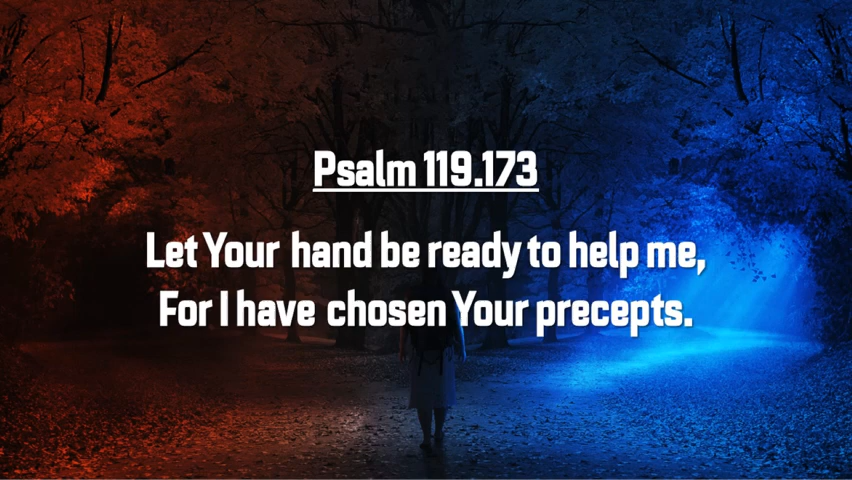 Psalm 119.173
Let Your hand be ready to help me,
For I have chosen Your precepts.